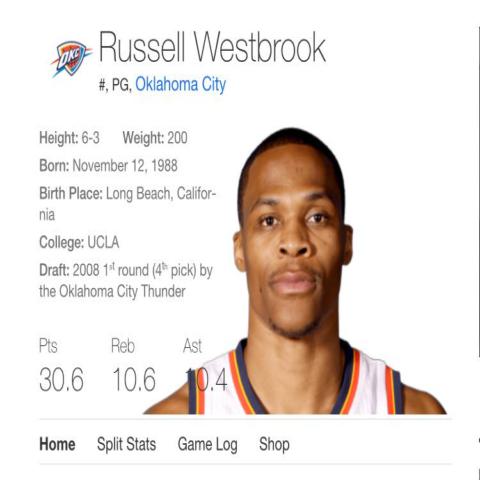 OKC
Russell Westbrook
#, PG, Oklahoma City
Height: 6-3 Weight: 200
Born: November 12, 1988
Birth Place: Long Beach, Califor-
nia
College: UCLA
Draft: 2008 1st round (4th pick) by
the Oklahoma City Thunder
Pts Reb Ast
30.6 10.6 10.4
Home Split Stats Game Log Shop